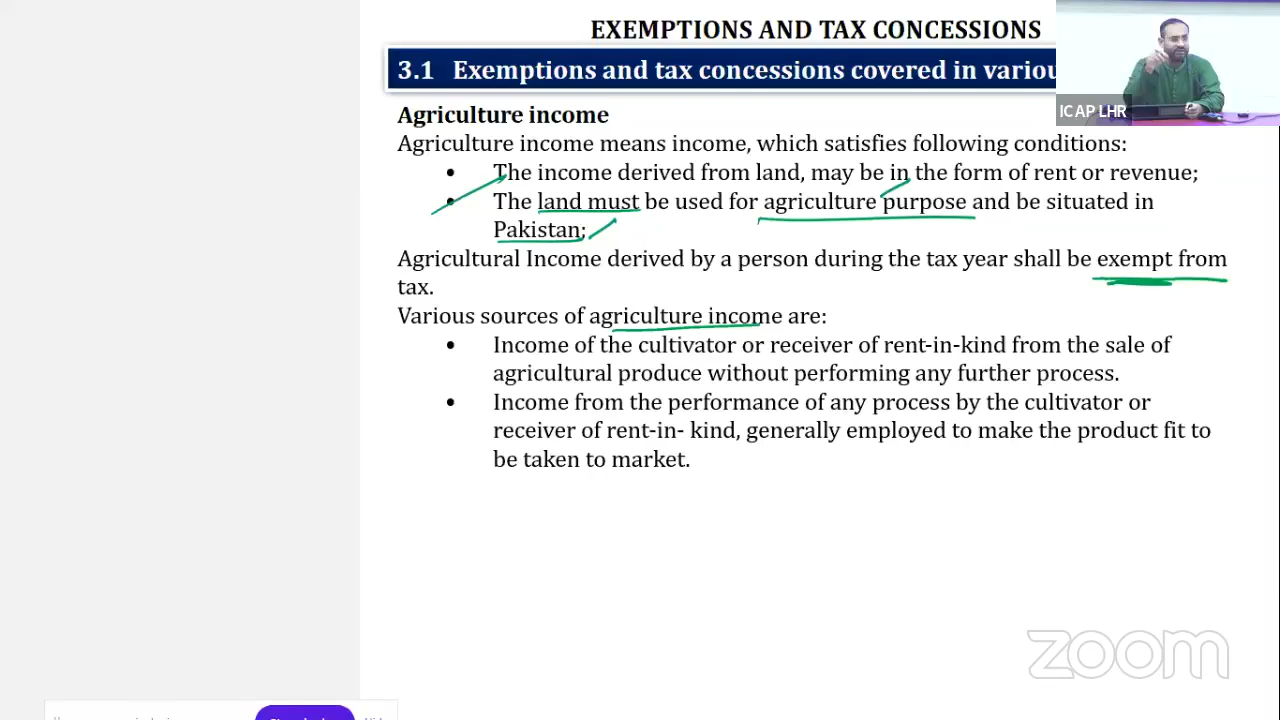 EXEMPTIONS AND TAX CONCESSIONS
3.1 Exemptions and tax concessions covered in
ICAP LHR
Agriculture income
Agriculture income means income, which satisfies following conditions:
• The income derived from land, may be in the form of rent or revenue;
• The land must be used for agriculture purpose and be situated in
Pakistan;
Agricultural Income derived by a person during the tax year shall be exempt from
tax.
Various sources of agriculture income are:
• Income of the cultivator or receiver of rent-in-kind from the sale of
agricultural produce without performing any further process.
• Income from the performance of any process by the cultivator or
receiver of rent-in- kind, generally employed to make the product fit to
be taken to market.
zoom